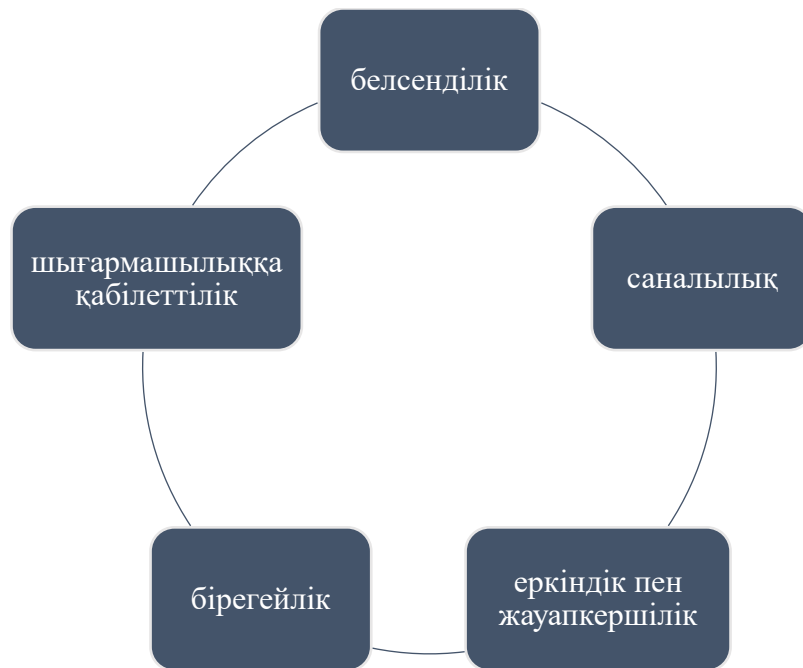 белсенділік
саналылық
еркіндік пен
жауапкершілік
бірегейлік
шығармашылыққа
қабілеттілік